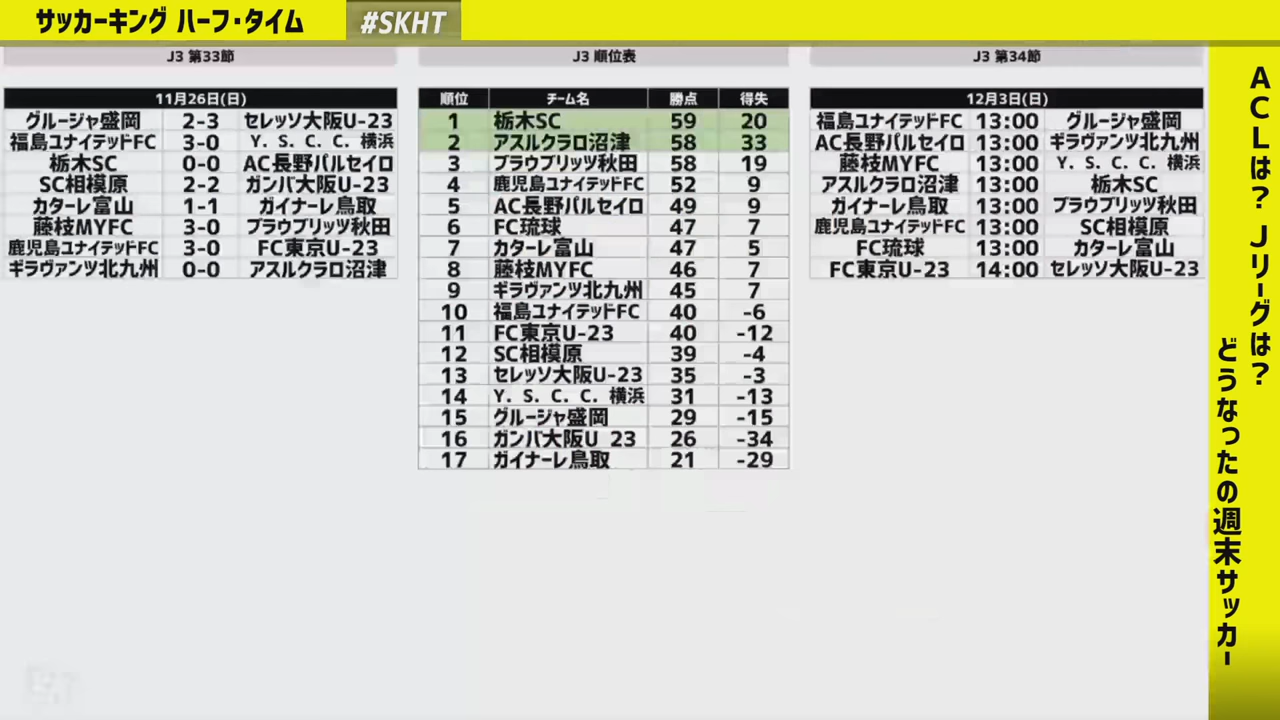 サッカーキング ハーフ・タイム #SKHT
J3 第33節
11月26日(日)
グルージャ盛岡 2-3 セレッソ大阪U-23
福島ユナイテッドFC 3-0 Y. S. C. C. 横浜
栃木SC 0-0 AC長野パルセイロ
SC相模原 2-2 ガンバ大阪U-23
カターレ富山 1-1 ガイナーレ鳥取
藤枝MYFC 3-0 ブラウブリッツ秋田
鹿児島ユナイテッドFC 3-0 FC東京U-23
ギラヴァンツ北九州 0-0 アスルクラロ沼津
J3 順位表
順位 チーム名 勝点 得失
1 栃木SC 59 20
2 アスルクラロ沼津 58 33
3 ブラウブリッツ秋田 58 19
4 鹿児島ユナイテッドFC 52 9
5 AC長野パルセイロ 49 9
6 FC琉球 47 7
7 カターレ富山 47 5
8 藤枝MYFC 46 7
9 ギラヴァンツ北九州 45 7
10 福島ユナイテッドFC 40 -6
11 FC東京U-23 40 -12
12 SC相模原 39 -4
13 セレッソ大阪U-23 35 -3
14 Y. S. C. C. 横浜 31 -13
15 グルージャ盛岡 29 -15
16 ガンバ大阪U 23 26 -34
17 ガイナーレ鳥取 21 -29
J3 第34節
12月3日(日)
福島ユナイテッドFC 13:00 グルージャ盛岡
AC長野パルセイロ 13:00 ギラヴァンツ北九州
藤枝MYFC 13:00 Y. S. C. C. 横浜
アスルクラロ沼津 13:00 栃木SC
ガイナーレ鳥取 13:00 ブラウブリッツ秋田
鹿児島ユナイテッドFC 13:00 SC相模原
FC琉球 13:00 カターレ富山
FC東京U-23 14:00 セレッソ大阪U-23
ACLは？Jリーグは？
どうなったの週末サッカー